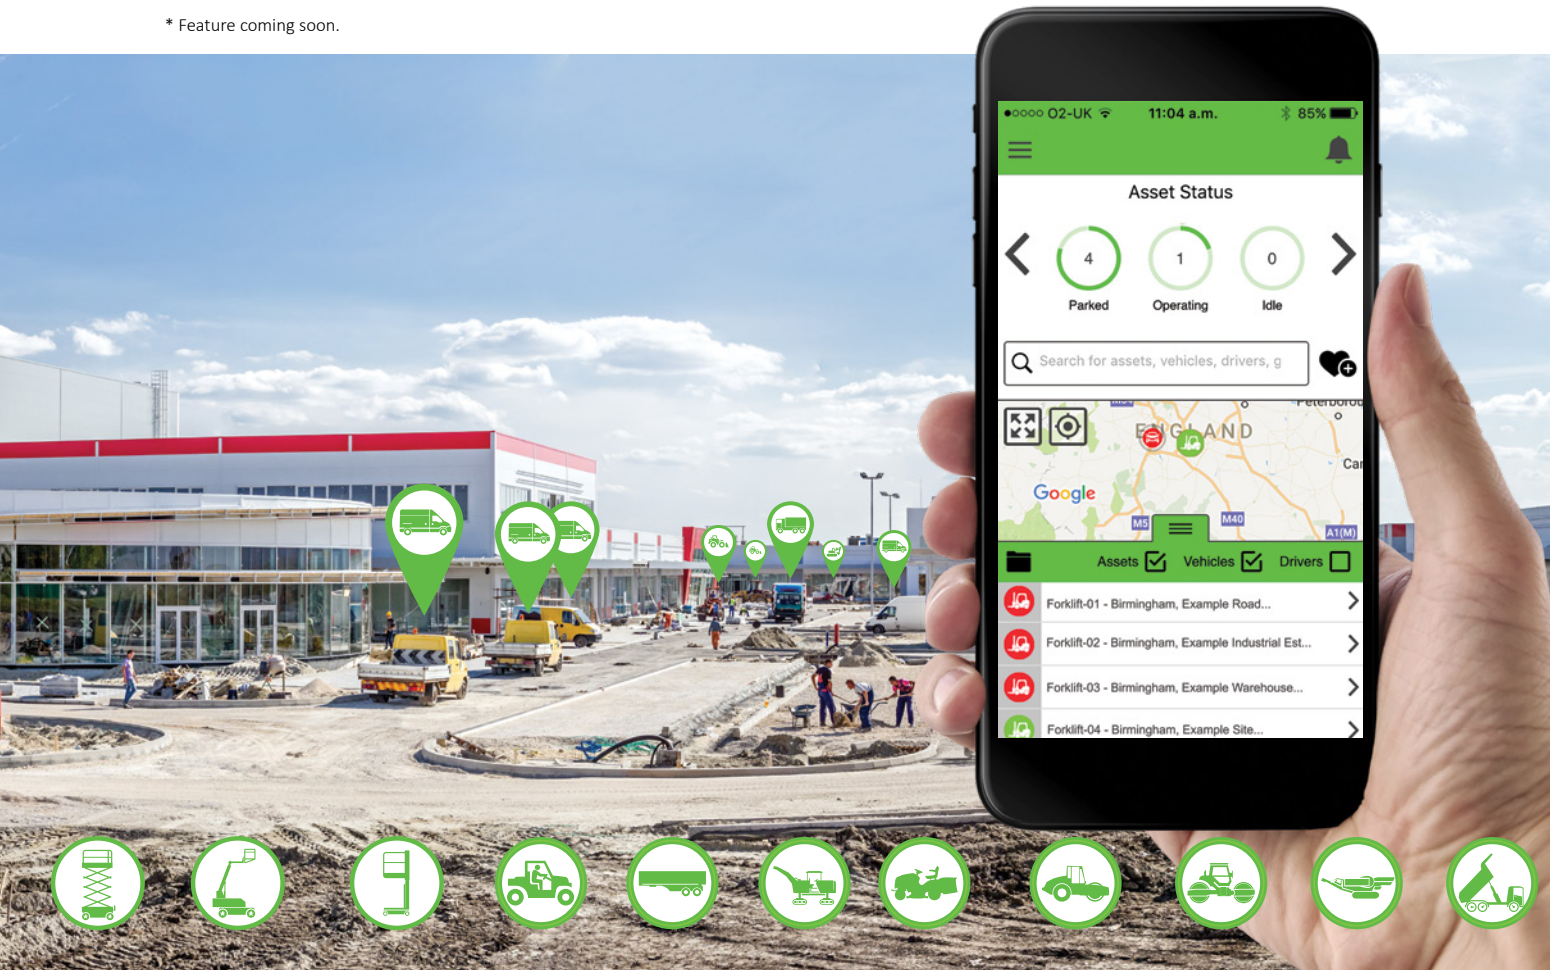 * Feature coming soon.
O2-UK 11:04 a.m. 85%
Asset Status
4 1 0
Parked Operating Idle
Search for assets, vehicles, drivers, g
ENGLAND
Google
M5 M40 A1(M)
Assets Vehicles Drivers
Forklift-01 - Birmingham, Example Road...
Forklift-02 - Birmingham, Example Industrial Est...
Forklift-03 - Birmingham, Example Warehouse...
Forklift-04 - Birmingham, Example Site...